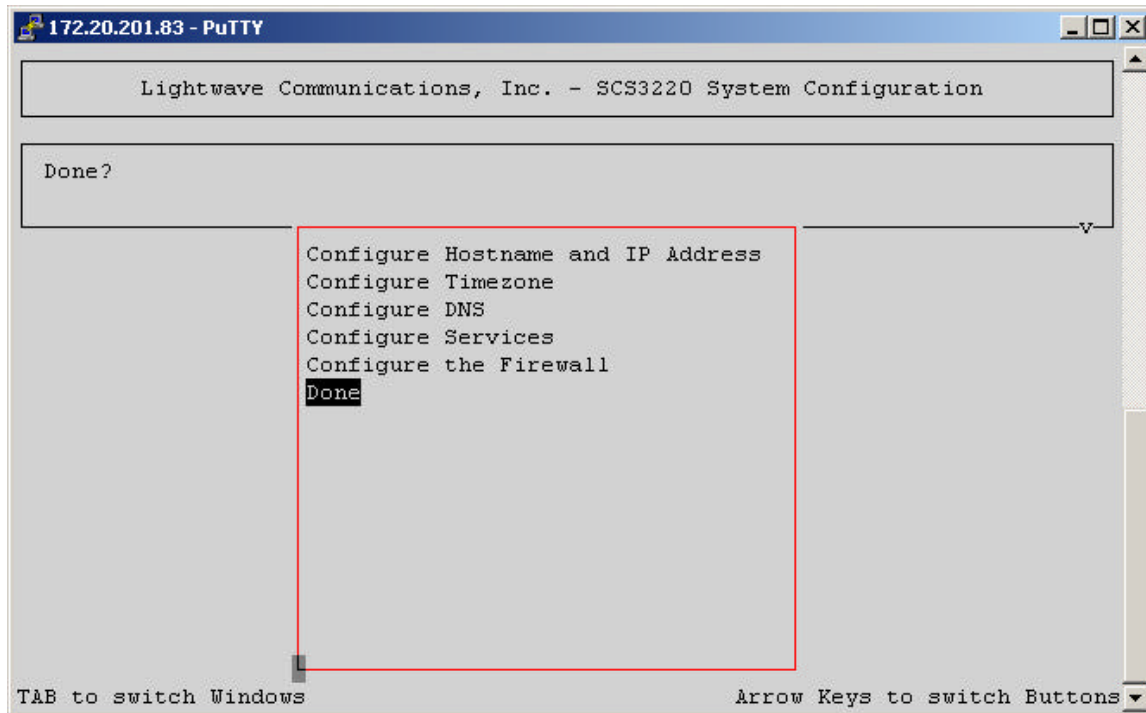 172.20.201.83 - PuTTY
Lightwave Communications, Inc. - SCS3220 System Configuration
Done?
v
Configure Hostname and IP Address
Configure Timezone
Configure DNS
Configure Services
Configure the Firewall
Done
TAB to switch Windows
Arrow Keys to switch Buttons